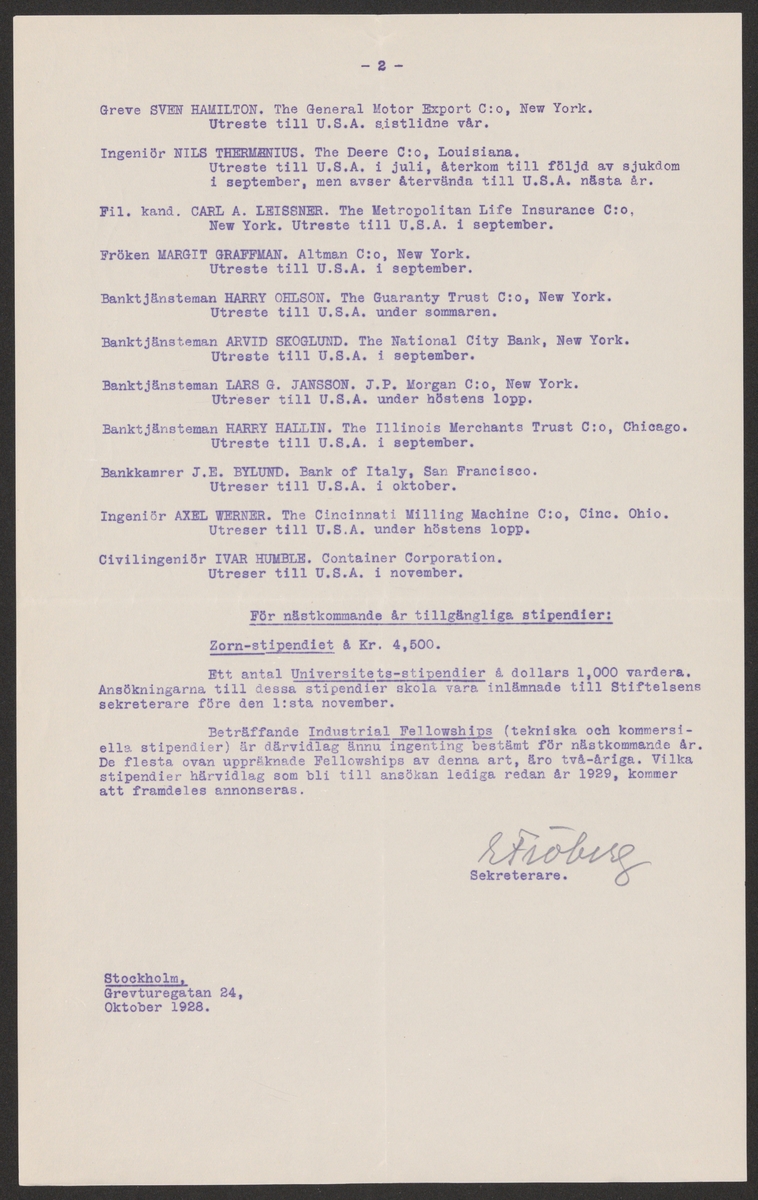 - 2 -
Greve SVEN HAMILTON. The General Motor Export C:o, New York.
Utreste till U.S.A. sistlidne vår.
Ingeniör NILS THERMÆNIUS. The Deere C:o, Louisiana.
Utreste till U.S.A. i juli, återkom till följd av sjukdom
i september, men avser återvända till U.S.A. nästa år.
Fil. kand. CARL A. LEISSNER. The Metropolitan Life Insurance C:o,
New York. Utreste till U.S.A. i september.
Fröken MARGIT GRAFFMAN. Altman C:o, New York.
Utreste till U.S.A. i september.
Banktjänsteman HARRY OHLSON. The Guaranty Trust C:o, New York.
Utreste till U.S.A. under sommaren.
Banktjänsteman ARVID SKOGLUND. The National City Bank, New York.
Utreste till U.S.A. i september.
Banktjänsteman LARS G. JANSSON. J.P. Morgan C:o, New York.
Utreser till U.S.A. under höstens lopp.
Banktjänsteman HARRY HALLIN. The Illinois Merchants Trust C:o, Chicago.
Utreste till U.S.A. i september.
Bankkamrer J.E. BYLUND. Bank of Italy, San Francisco.
Utreser till U.S.A. i oktober.
Ingeniör AXEL WERNER. The Cincinnati Milling Machine C:o, Cinc. Ohio.
Utreser till U.S.A. under höstens lopp.
Civilingeniör IVAR HUMBLE. Container Corporation.
Utreser till U.S.A. i november.
För nästkommande år tillgängliga stipendier:
Zorn-stipendiet å Kr. 4,500.
Ett antal Universitets-stipendier å dollars 1,000 vardera.
Ansökningarna till dessa stipendier skola vara inlämnade till Stiftelsens
sekreterare före den 1:sta november.
Beträffande Industrial Fellowships (tekniska och kommersi-
ella stipendier) är därvidlag ännu ingenting bestämt för nästkommande år.
De flesta ovan uppräknade Fellowships av denna art, äro två-åriga. Vilka
stipendier härvidlag som bli till ansökan lediga redan år 1929, kommer
att framdeles annonseras.
E Fröberg
Sekreterare.
Stockholm,
Grevturegatan 24,
Oktober 1928.